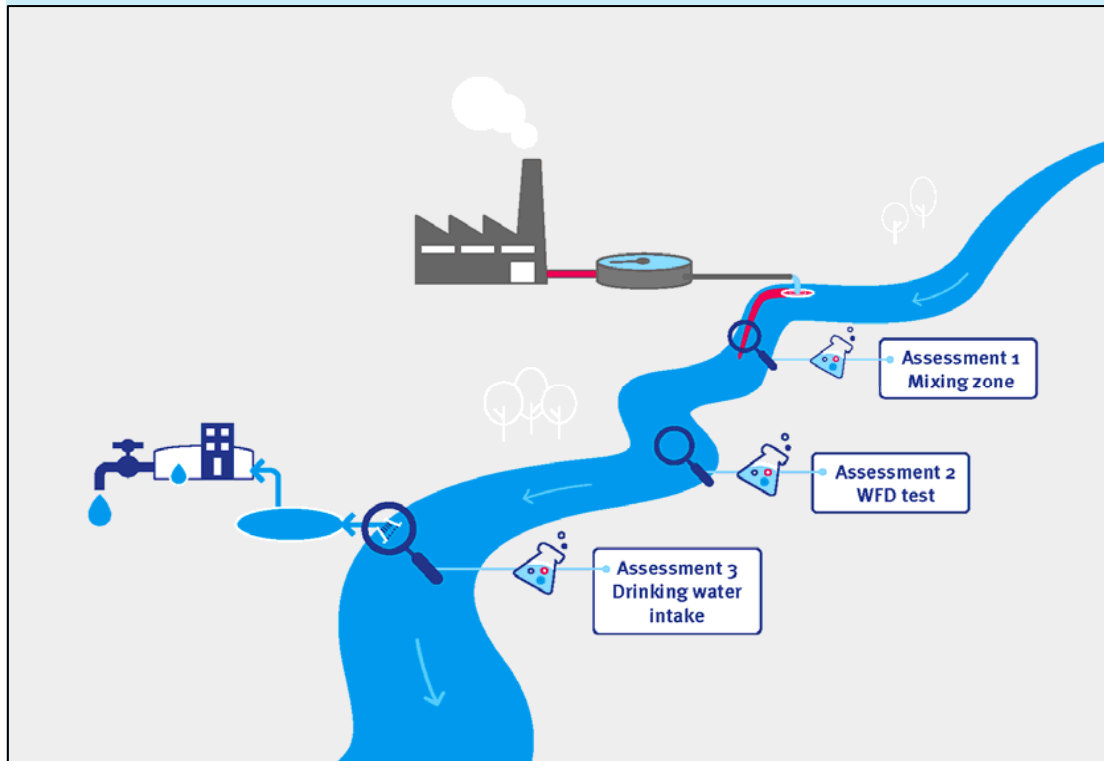 Assessment 1
Mixing zone
Assessment 2
WFD test
Assessment 3
Drinking water
intake